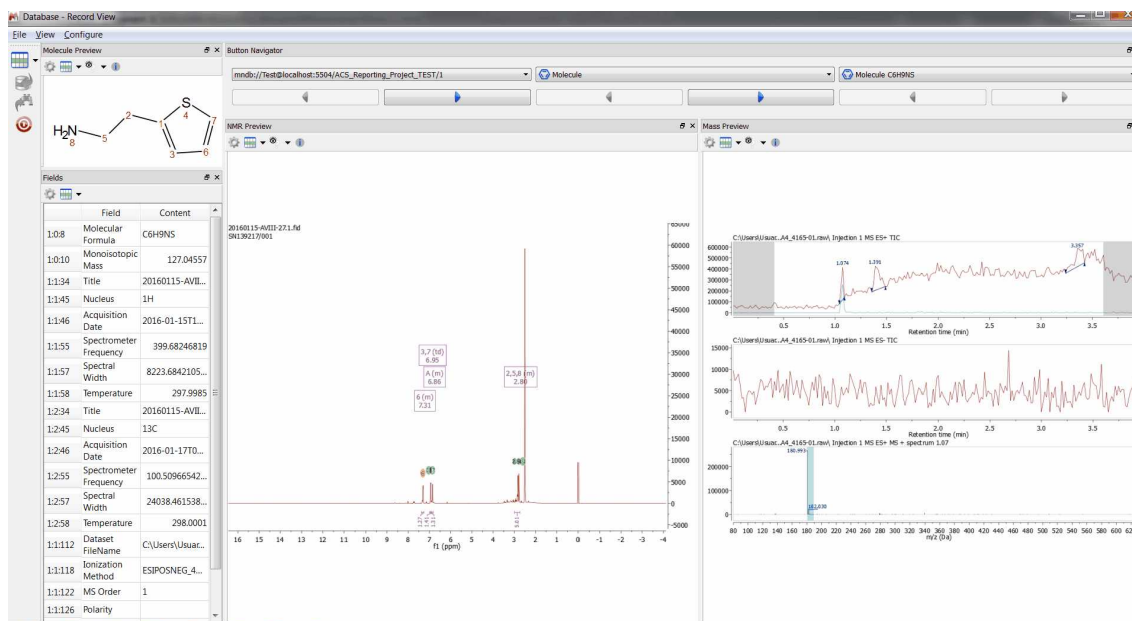 Database - Record View
File View Configure
Molecule Preview
H2N
8
5
2
1
S
4
7
3
6
Fields
Field Content
1:0:8 Molecular Formula C6H9NS
1:0:10 Monoisotopic Mass 127.04557
1:1:34 Title 20160115-AVII...
1:1:45 Nucleus 1H
1:1:46 Acquisition Date 2016-01-15T1...
1:1:55 Spectrometer Frequency 399.68246819
1:1:57 Spectral Width 8223.6842105...
1:1:58 Temperature 297.9985
1:2:34 Title 20160115-AVII...
1:2:45 Nucleus 13C
1:2:46 Acquisition Date 2016-01-17T0...
1:2:55 Spectrometer Frequency 100.50966542...
1:2:57 Spectral Width 24038.461538...
1:2:58 Temperature 298.0001
1:1:112 Dataset FileName C:\Users\Usuar...
1:1:118 Ionization Method ESIPOSNEG_4...
1:1:122 MS Order 1
1:1:126 Polarity
Button Navigator
mndb://Test@localhost:5504/ACS_Reporting_Project_TEST/1
Molecule
Molecule C6H9NS
NMR Preview
20160115-AVIII-27.1.fid
SN139217/001
3,7 (td)
6.95
A (m)
6.86
6 (m)
7.31
2,5,8 (m)
2.80
65000
60000
55000
50000
45000
40000
35000
30000
25000
20000
15000
10000
5000
0
-5000
16 15 14 13 12 11 10 9 8 7 6 5 4 3 2 1 0 -1 -2 -3 -4
f1 (ppm)
Mass Preview
C:\Users\Usuar...A4_4165-01.raw\ Injection 1 MS ES+ TIC
600000
500000
400000
300000
200000
100000
0
1.074
1.391
3.357
0.5 1.0 1.5 2.0 2.5 3.0 3.5
Retention time (min)
C:\Users\Usuar...A4_4165-01.raw\ Injection 1 MS ES- TIC
15000
10000
5000
0
0.5 1.0 1.5 2.0 2.5 3.0 3.5
Retention time (min)
C:\Users\Usuar...A4_4165-01.raw\ Injection 1 MS ES+ MS + spectrum 1.07
180.993
200000
100000
0
80 100 120 140 160 180 200 220 240 260 280 300 320 340 360 380 400 420 440 460 480 500 520 540 560 580 600
m/z (Da)